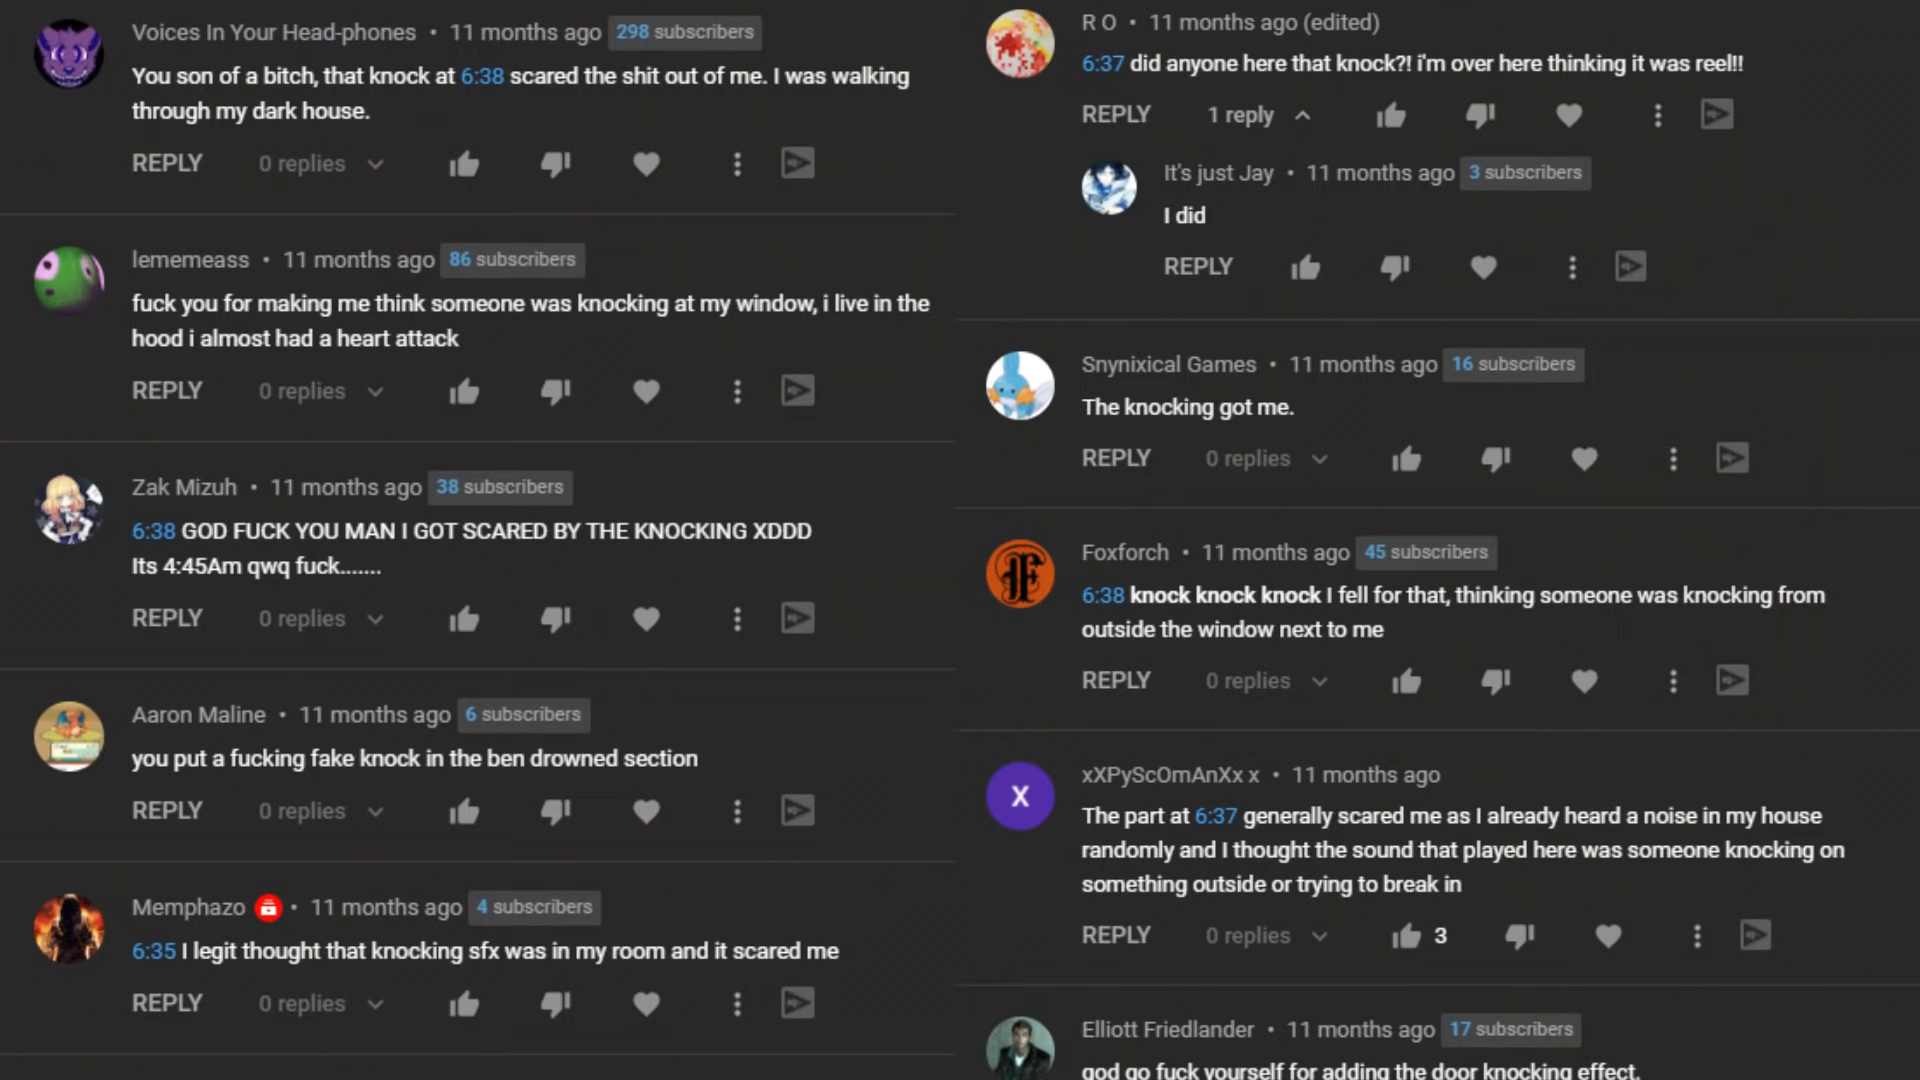 Voices In Your Head-phones • 11 months ago 298 subscribers
You son of a bitch, that knock at 6:38 scared the shit out of me. I was walking
through my dark house.
REPLY 0 replies
lememeass • 11 months ago 86 subscribers
fuck you for making me think someone was knocking at my window, i live in the
hood i almost had a heart attack
REPLY 0 replies
Zak Mizuh • 11 months ago 38 subscribers
6:38 GOD FUCK YOU MAN I GOT SCARED BY THE KNOCKING XDDD
Its 4:45Am qwq fuck.......
REPLY 0 replies
Aaron Maline • 11 months ago 6 subscribers
you put a fucking fake knock in the ben drowned section
REPLY 0 replies
Memphazo • 11 months ago 4 subscribers
6:35 I legit thought that knocking sfx was in my room and it scared me
REPLY 0 replies
R O • 11 months ago (edited)
6:37 did anyone here that knock?! i'm over here thinking it was reel!!
REPLY 1 reply
It's just Jay • 11 months ago 3 subscribers
I did
REPLY
Snynixical Games • 11 months ago 16 subscribers
The knocking got me.
REPLY 0 replies
Foxforch • 11 months ago 45 subscribers
6:38 knock knock knock I fell for that, thinking someone was knocking from
outside the window next to me
REPLY 0 replies
X
xXPyScOmAnXx x • 11 months ago
The part at 6:37 generally scared me as I already heard a noise in my house
randomly and I thought the sound that played here was someone knocking on
something outside or trying to break in
REPLY 0 replies 3
Elliott Friedlander • 11 months ago 17 subscribers
god go fuck yourself for adding the door knocking effect.